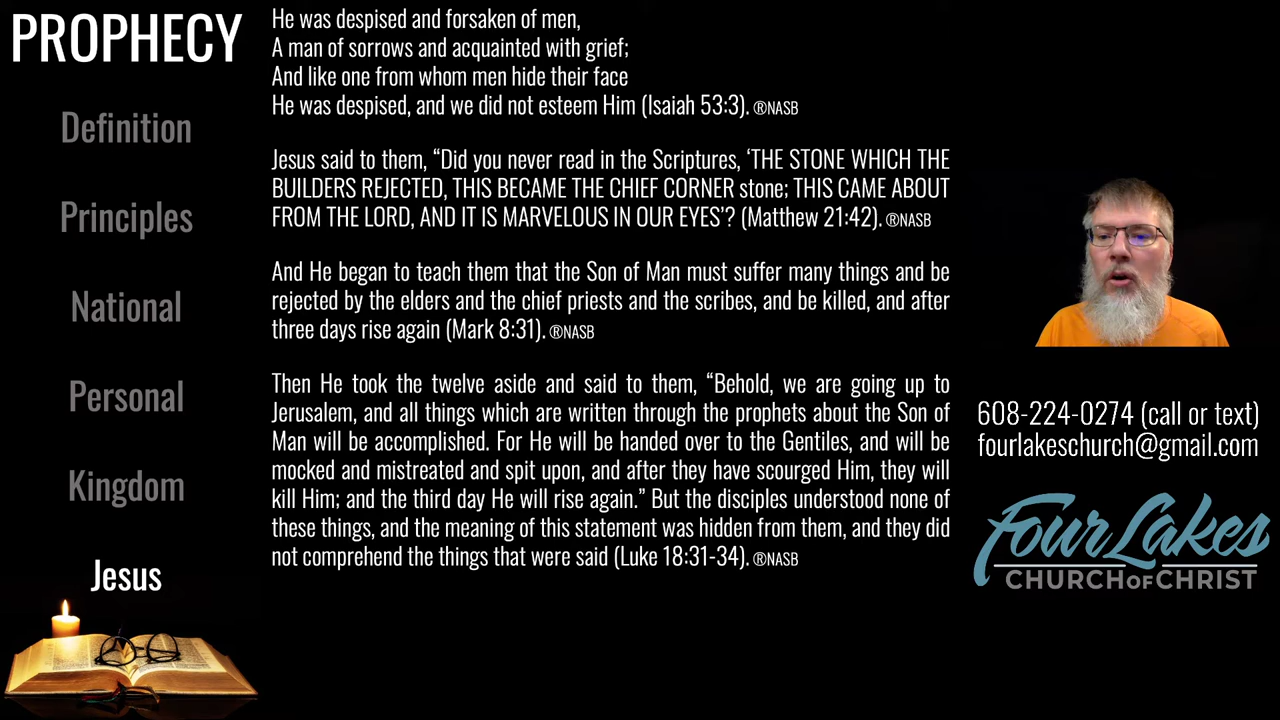 PROPHECY
Definition
Principles
National
Personal
Kingdom
Jesus
He was despised and forsaken of men,
A man of sorrows and acquainted with grief;
And like one from whom men hide their face
He was despised, and we did not esteem Him (Isaiah 53:3). ®NASB
Jesus said to them, “Did you never read in the Scriptures, ‘THE STONE WHICH THE
BUILDERS REJECTED, THIS BECAME THE CHIEF CORNER stone; THIS CAME ABOUT
FROM THE LORD, AND IT IS MARVELOUS IN OUR EYES’? (Matthew 21:42). ®NASB
And He began to teach them that the Son of Man must suffer many things and be
rejected by the elders and the chief priests and the scribes, and be killed, and after
three days rise again (Mark 8:31). ®NASB
Then He took the twelve aside and said to them, “Behold, we are going up to
Jerusalem, and all things which are written through the prophets about the Son of
Man will be accomplished. For He will be handed over to the Gentiles, and will be
mocked and mistreated and spit upon, and after they have scourged Him, they will
kill Him; and the third day He will rise again.” But the disciples understood none of
these things, and the meaning of this statement was hidden from them, and they did
not comprehend the things that were said (Luke 18:31-34). ®NASB
608-224-0274 (call or text)
fourlakeschurch@gmail.com
Four Lakes
CHURCH OF CHRIST